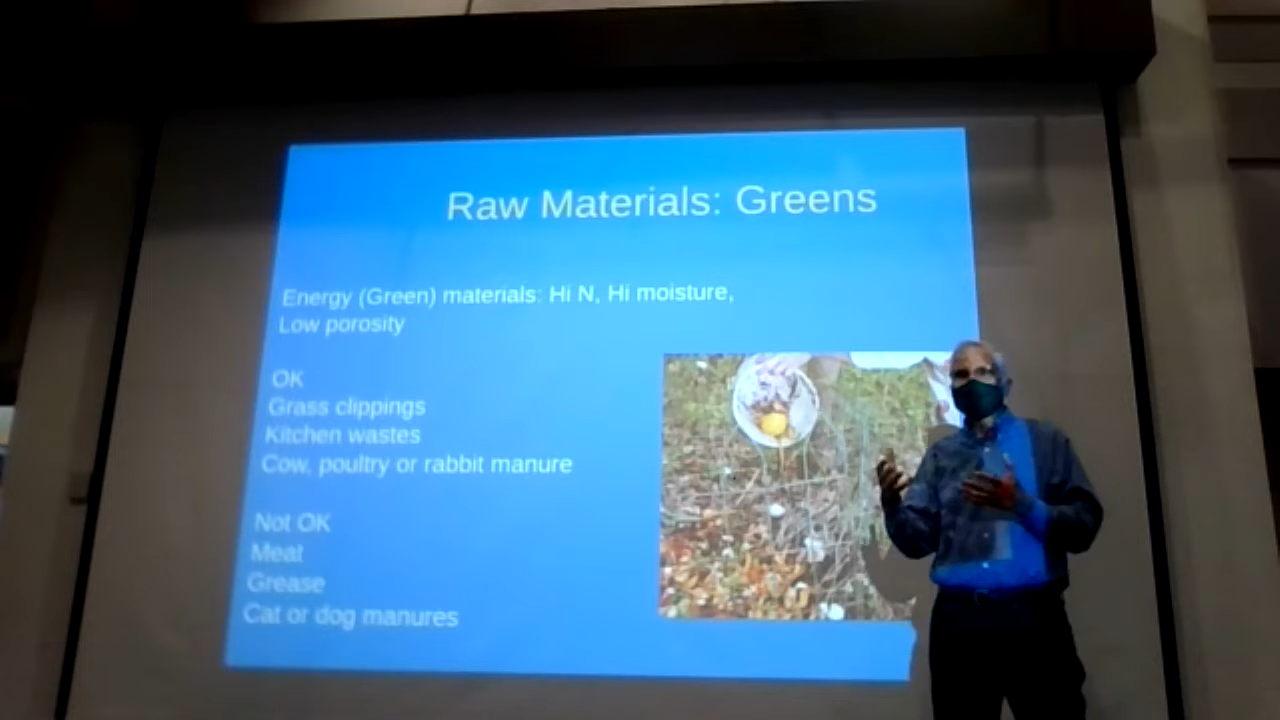 Raw Materials: Greens
Energy (Green) materials: Hi N, Hi moisture,
Low porosity
OK
Grass clippings
Kitchen wastes
Cow, poultry or rabbit manure
Not OK
Meat
Grease
Cat or dog manures